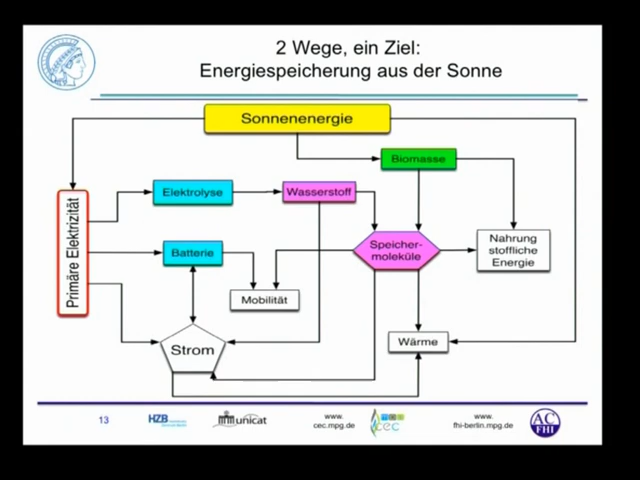 2 Wege, ein Ziel:
Energiespeicherung aus der Sonne
Sonnenenergie
Biomasse
Elektrolyse
Wasserstoff
Primäre Elektrizität
Batterie
Speicher-
moleküle
Nahrung
stoffliche
Energie
Mobilität
Strom
Wärme
13
HZB
unicat
www.
cec.mpg.de
cec
www.
fhi-berlin.mpg.de
AC
FHI